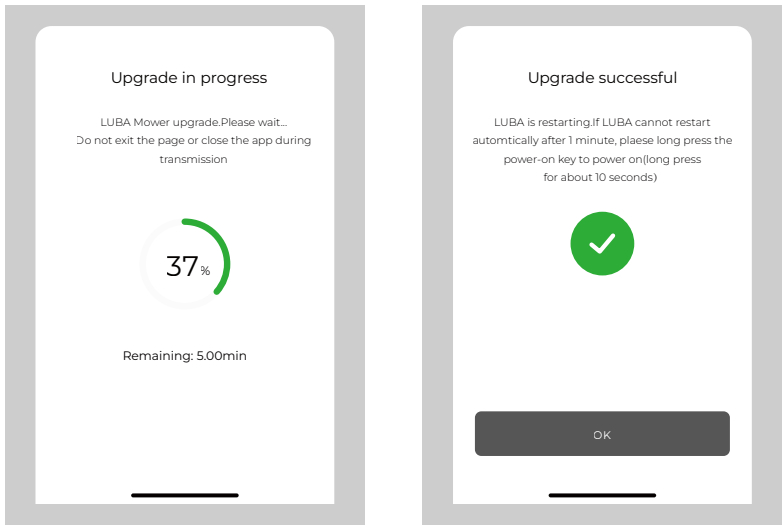 Upgrade in progress
LUBA Mower upgrade.Please wait...
Do not exit the page or close the app during
transmission
37%
Remaining: 5.00min
Upgrade successful
LUBA is restarting.If LUBA cannot restart
automtically after 1 minute, plaese long press the
power-on key to power on(long press
for about 10 seconds)
OK